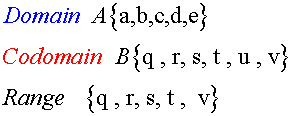 Domain A{a,b,c,d,e}
Codomain B{q , r, s, t , u , v}
Range {q , r, s, t , v}